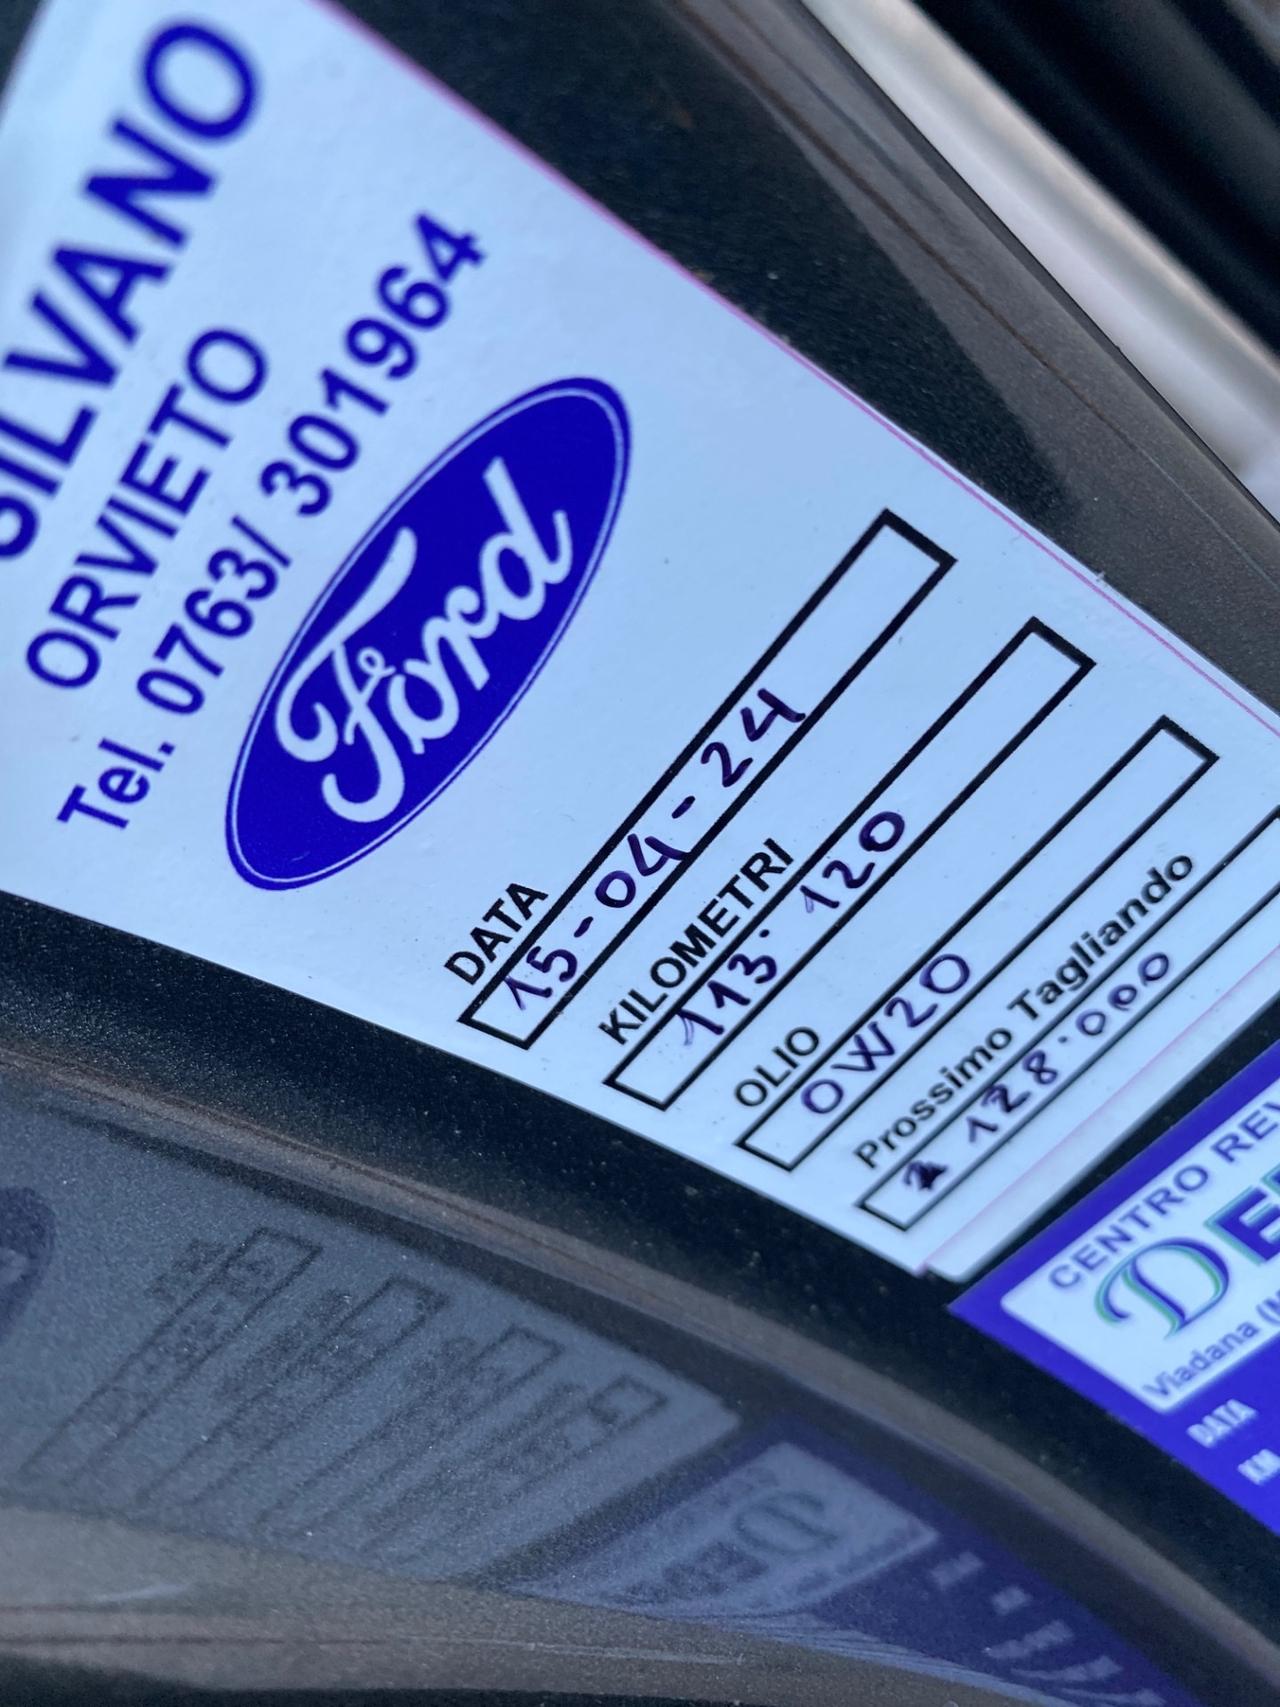 SILVANO
ORVIETO
Tel. 0763/ 301964
Ford
DATA
15-04-24
KILOMETRI
113.120
OLIO
0W20
Prossimo Tagliando
128.000
CENTRO
Viadana
DATA
KM